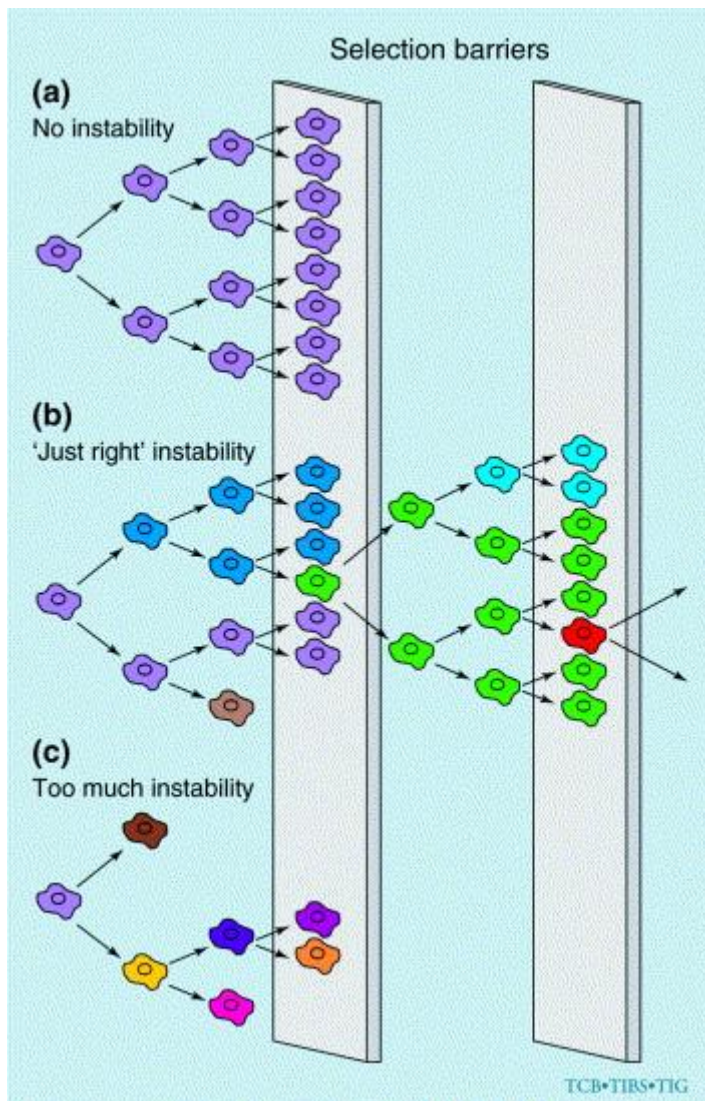 Selection barriers
(a)
No instability
(b)
‘Just right’ instability
(c)
Too much instability
TCB•TIBS•TIG